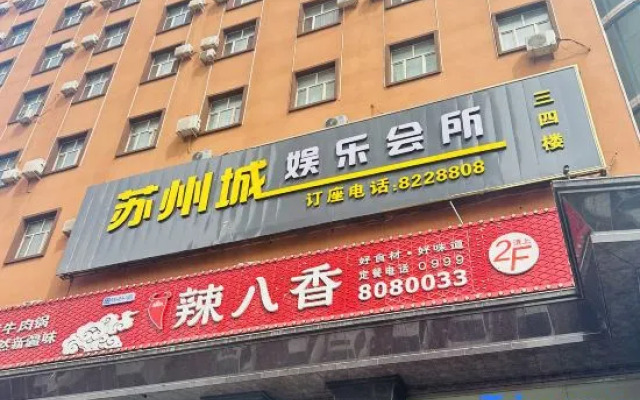 苏州城娱乐会所
三四楼
订座电话:8228808
辣八香
好食材·好味道
定餐电话 0999
8080033
2F
牛肉锅